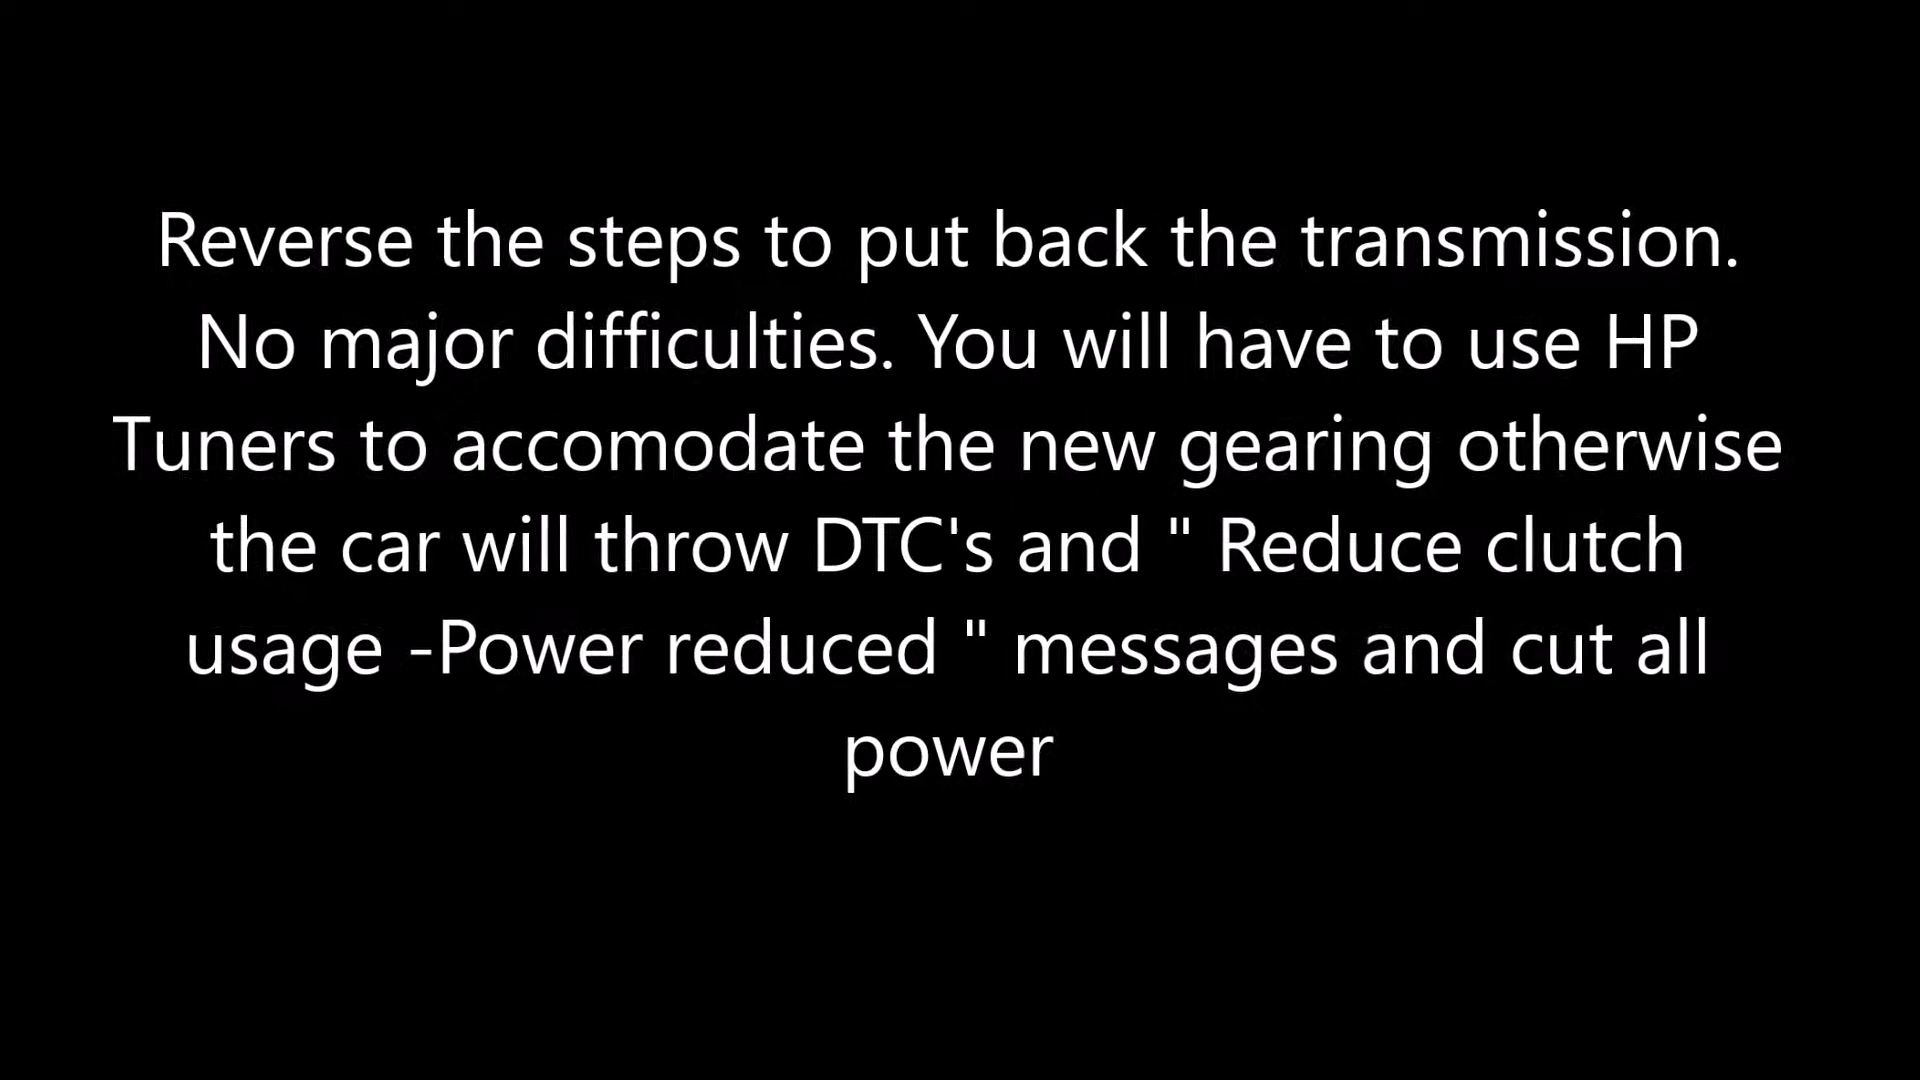 Reverse the steps to put back the transmission.
No major difficulties. You will have to use HP
Tuners to accomodate the new gearing otherwise
the car will throw DTC's and " Reduce clutch
usage -Power reduced " messages and cut all
power